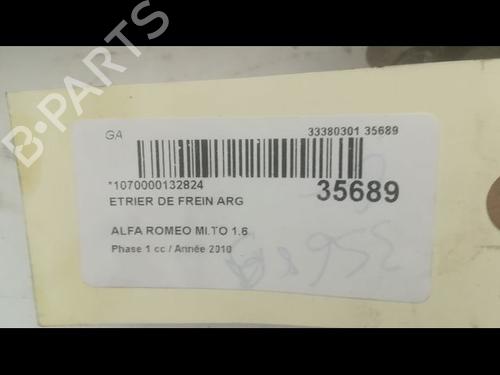 GA
33380301 35689
*1070000132824
35689
ETRIER DE FREIN ARG
ALFA ROMEO MI.TO 1.6
Phase 1 cc / Année 2010
B-PARTS